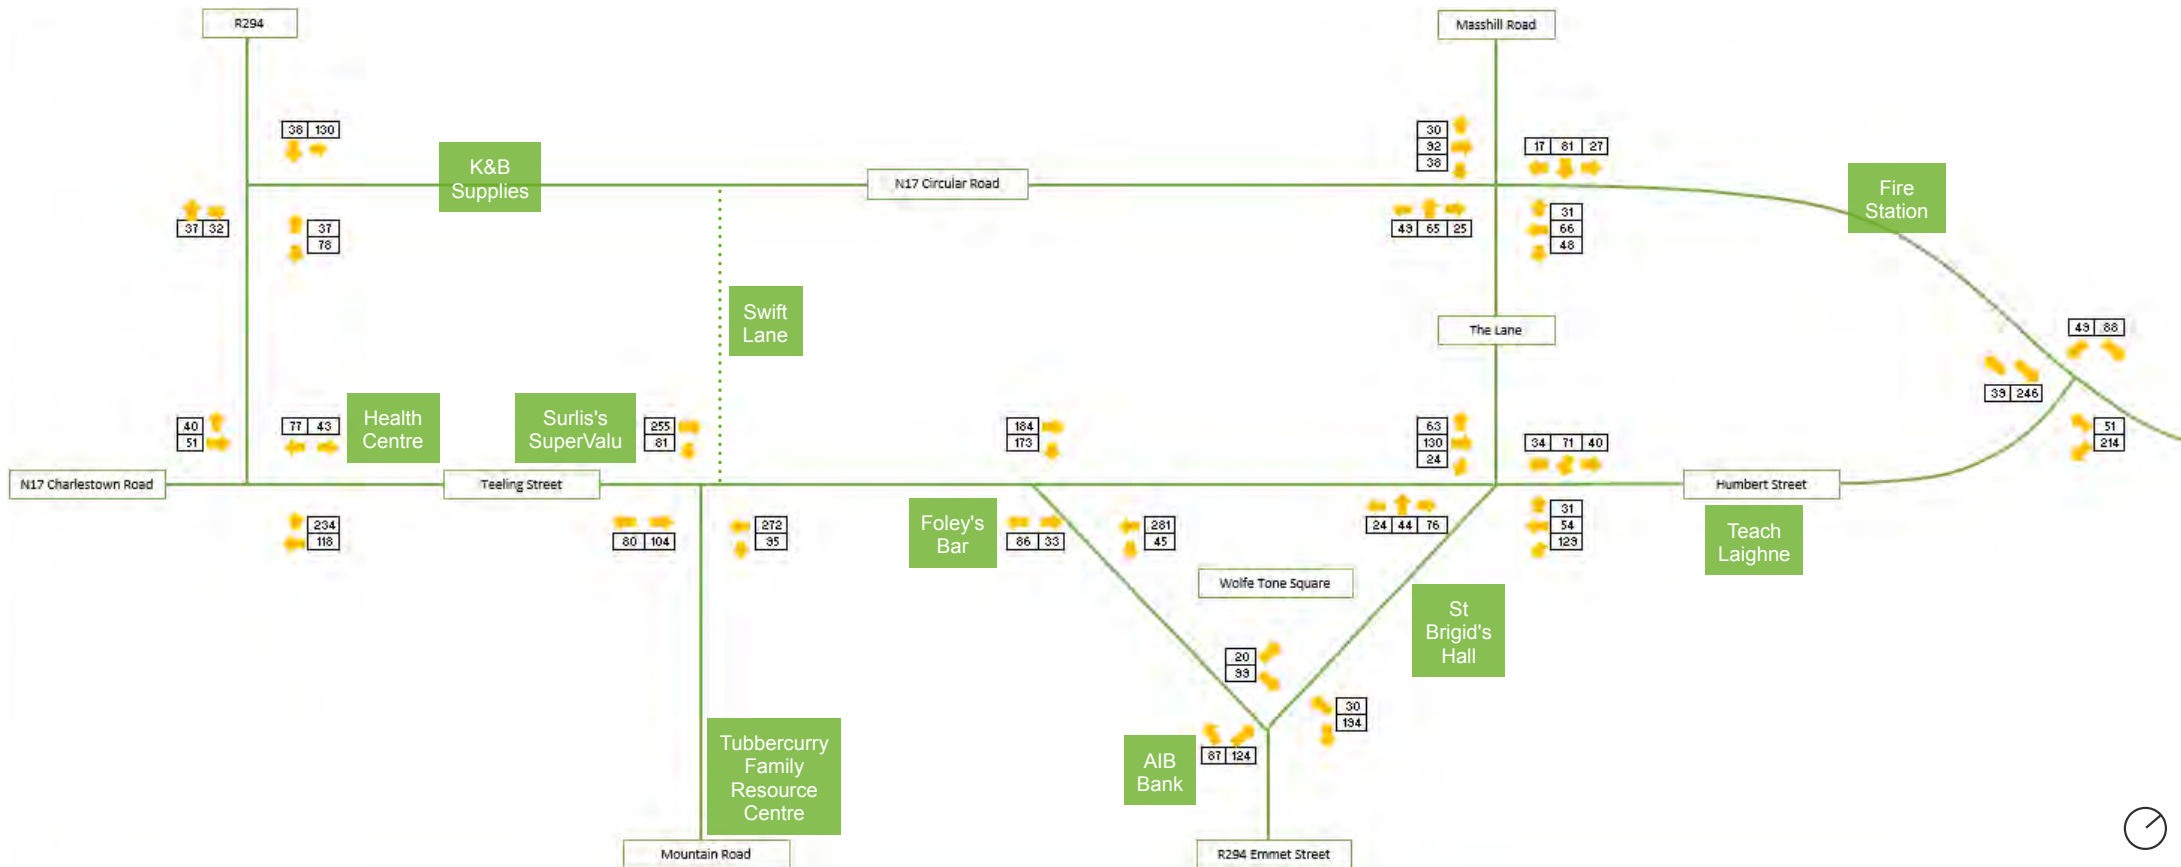 R294
Masshill Road
38 130
30
92
38
17 81 27
K&B
Supplies
N17 Circular Road
Fire
Station
37 32
37
78
49 65 25
31
66
48
Swift
Lane
The Lane
49 88
39 246
51
214
40
51
77 43
Health
Centre
Surlis's
SuperValu
255
81
184
173
63
130
24
34 71 40
N17 Charlestown Road
Teeling Street
Humbert Street
234
118
80 104
272
95
Foley's
Bar
86 33
281
45
24 44 76
31
54
129
Teach
Laighne
Wolfe Tone Square
St
Brigid's
Hall
20
99
30
194
87 124
AIB
Bank
Tubbercurry
Family
Resource
Centre
Mountain Road
R294 Emmet Street